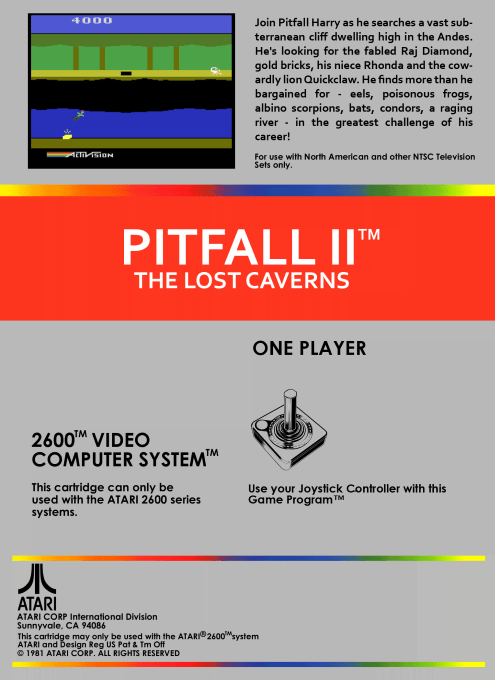 4000
ACTIVISION
Join Pitfall Harry as he searches a vast sub-
terranean cliff dwelling high in the Andes.
He's looking for the fabled Raj Diamond,
gold bricks, his niece Rhonda and the cow-
ardly lion Quickclaw. He finds more than he
bargained for - eels, poisonous frogs,
albino scorpions, bats, condors, a raging
river - in the greatest challenge of his
career!
For use with North American and other NTSC Television
Sets only.
PITFALL II™
THE LOST CAVERNS
ONE PLAYER
2600™ VIDEO
COMPUTER SYSTEM™
This cartridge can only be
used with the ATARI 2600 series
systems.
Use your Joystick Controller with this
Game Program™
ATARI
ATARI CORP International Division
Sunnyvale, CA 94086
This cartridge may only be used with the ATARI®2600™system
ATARI and Design Reg US Pat & Tm Off
© 1981 ATARI CORP. ALL RIGHTS RESERVED